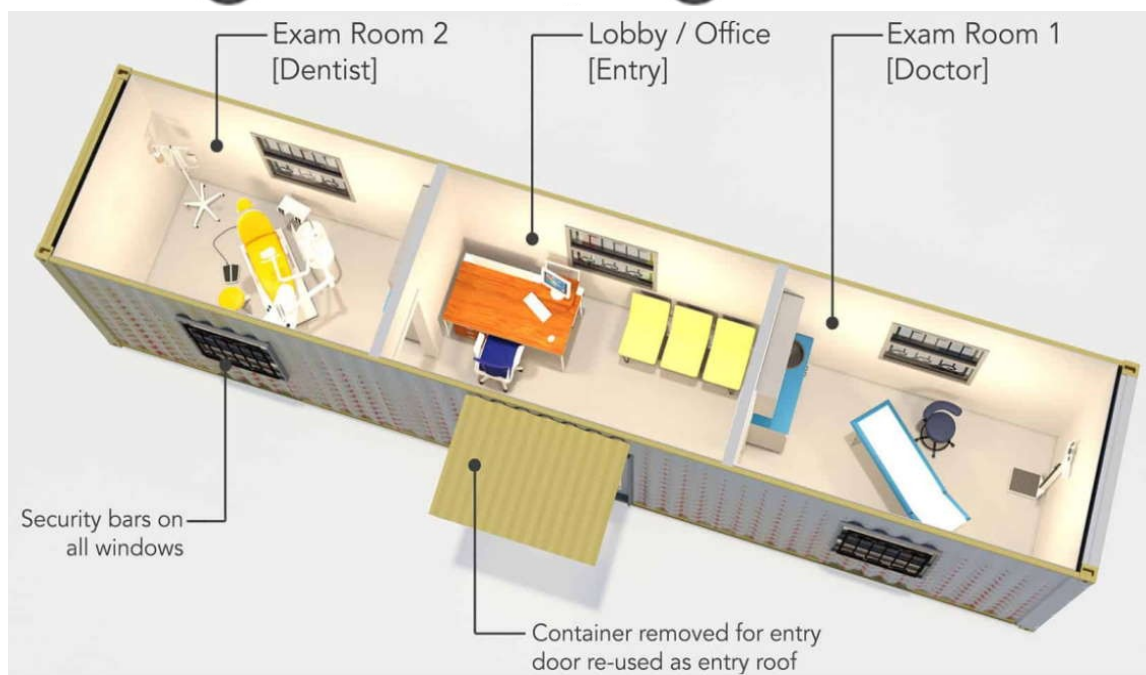 Exam Room 2
[Dentist]
Lobby / Office
[Entry]
Exam Room 1
[Doctor]
Security bars on
all windows
Container removed for entry
door re-used as entry roof